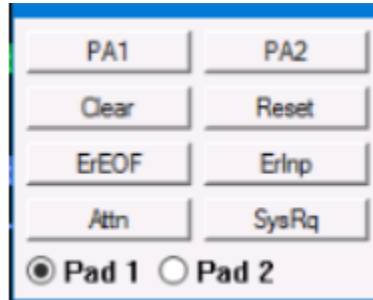 PA1 PA2
Clear Reset
ErEOF ErInp
Attn SysRq
Pad 1 Pad 2